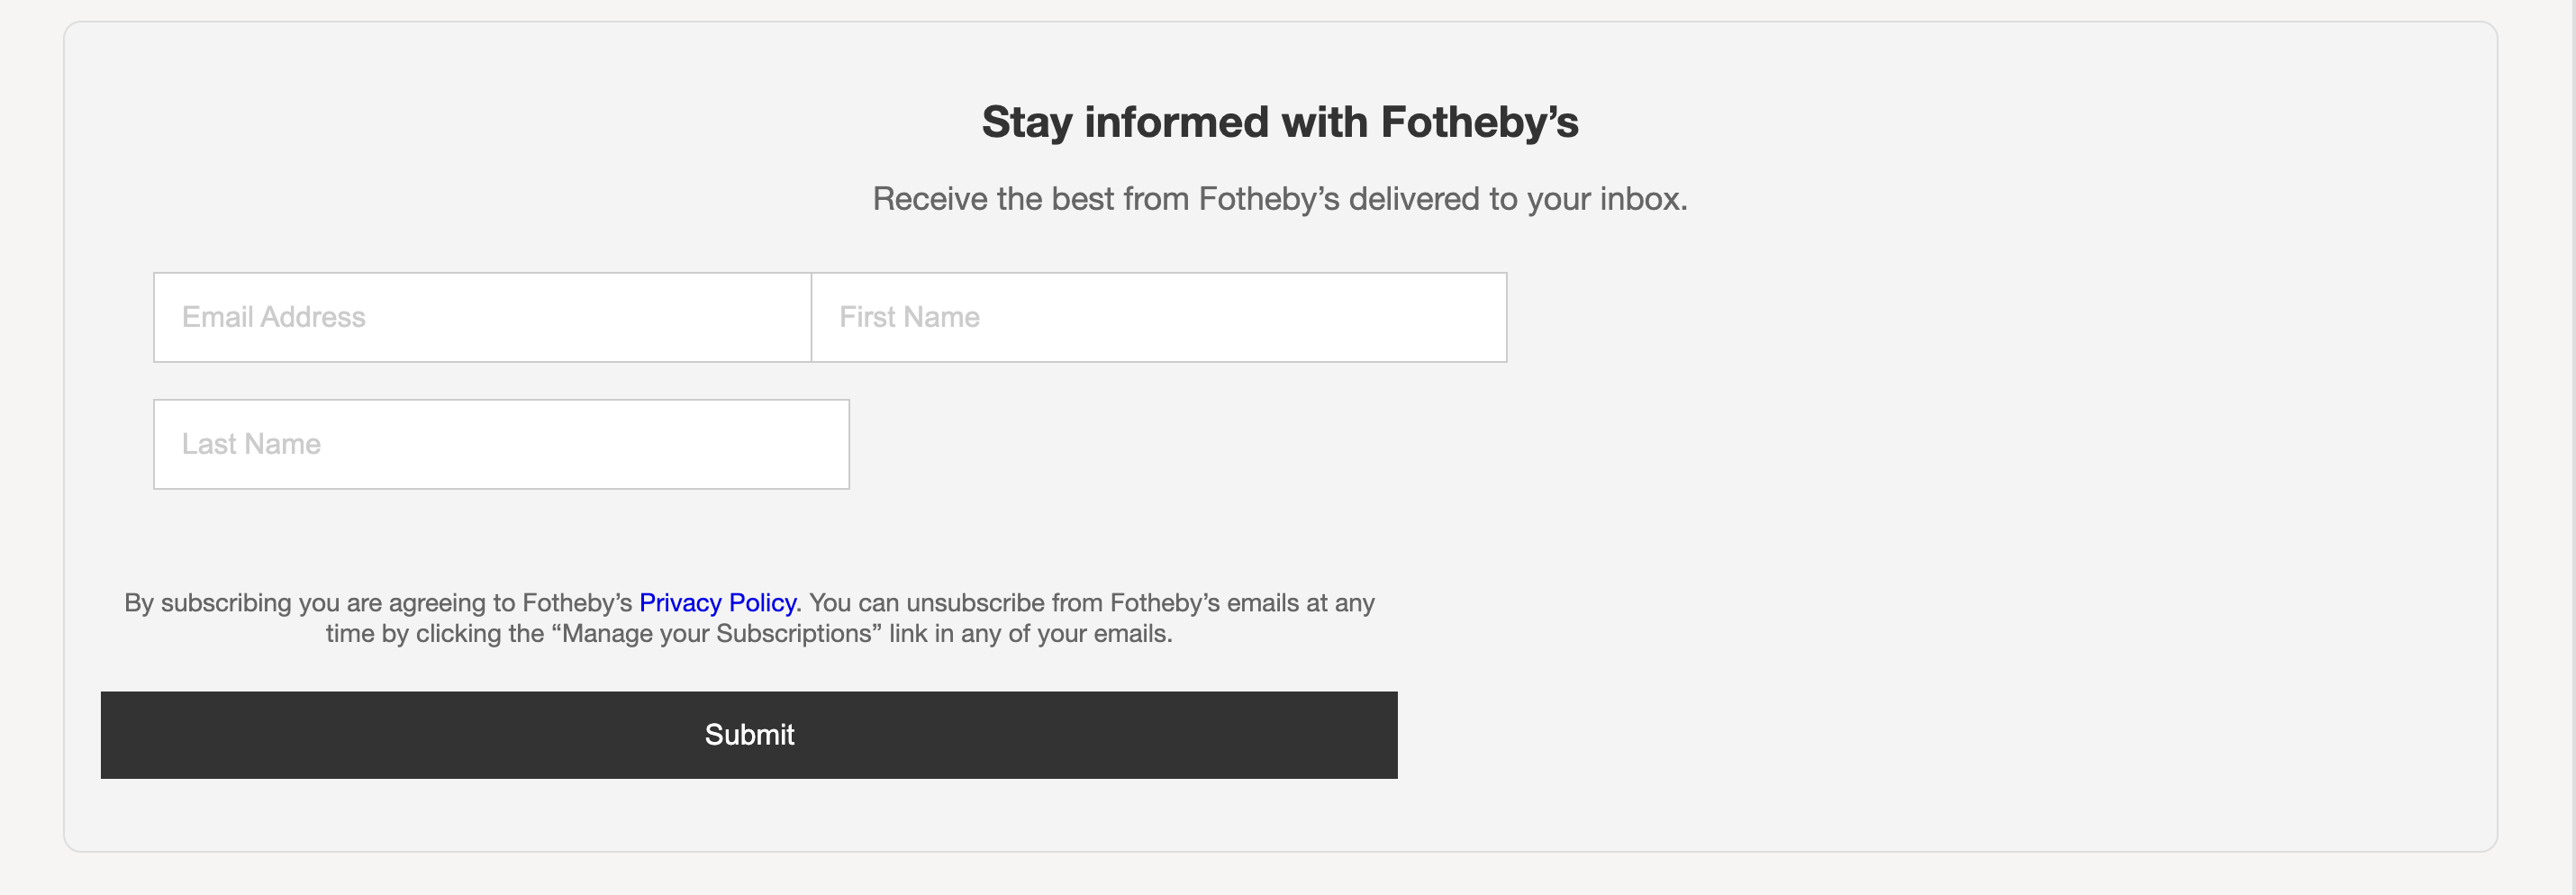 Stay informed with Fotheby’s
Receive the best from Fotheby’s delivered to your inbox.
Email Address
First Name
Last Name
By subscribing you are agreeing to Fotheby’s Privacy Policy. You can unsubscribe from Fotheby’s emails at any
time by clicking the “Manage your Subscriptions” link in any of your emails.
Submit